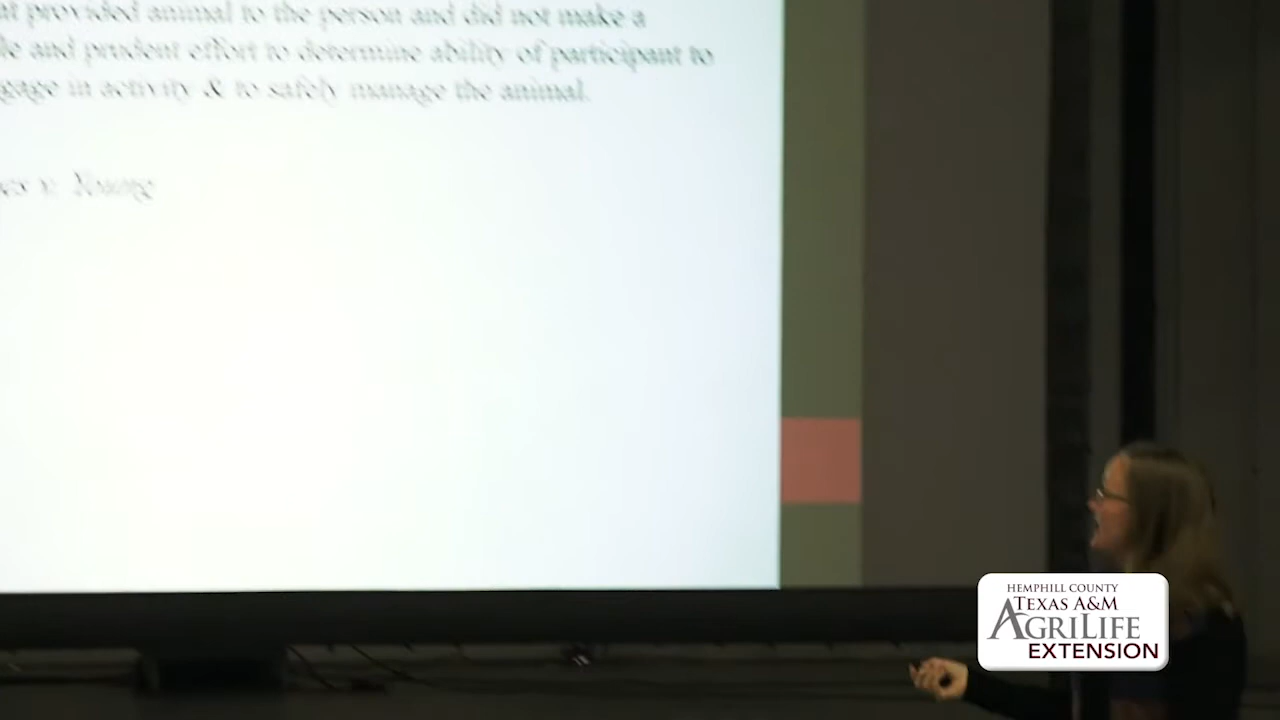 provided animal to the person and did not make a
and prudent effort to determine ability of participant to
in activity & to safely manage the animal.
v. Young
HEMPHILL COUNTY
TEXAS A&M
AGRILIFE
EXTENSION